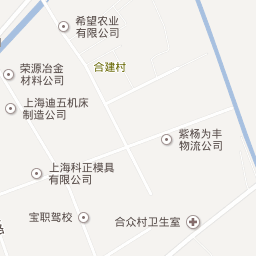 希望农业
有限公司
合建村
荣源冶金
材料公司
上海迪五机床
制造公司
紫杨为丰
物流公司
上海科正模具
有限公司
宝职驾校
合众村卫生室